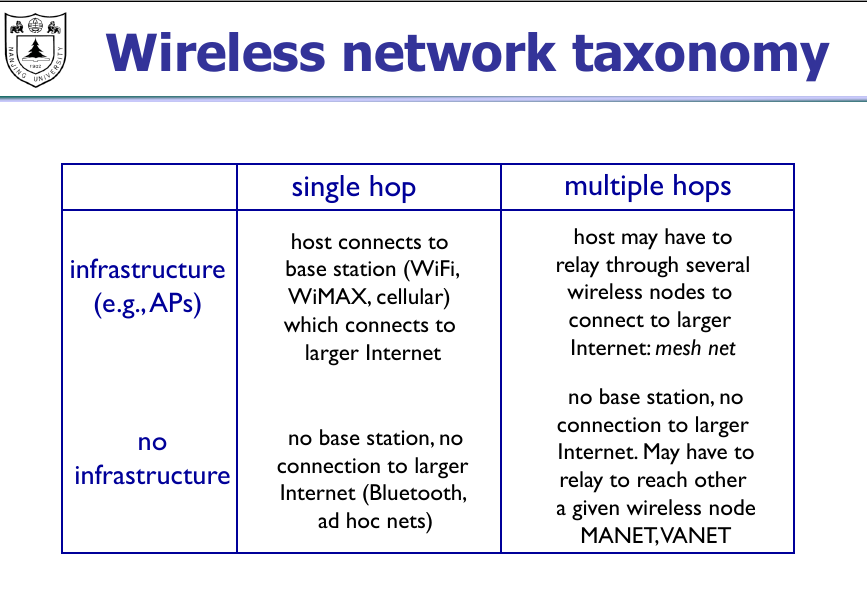 NANJING UNIVERSITY
1902
Wireless network taxonomy
single hop
multiple hops
infrastructure
(e.g., APs)
host connects to
base station (WiFi,
WiMAX, cellular)
which connects to
larger Internet
host may have to
relay through several
wireless nodes to
connect to larger
Internet: mesh net
no
infrastructure
no base station, no
connection to larger
Internet (Bluetooth,
ad hoc nets)
no base station, no
connection to larger
Internet. May have to
relay to reach other
a given wireless node
MANET,VANET